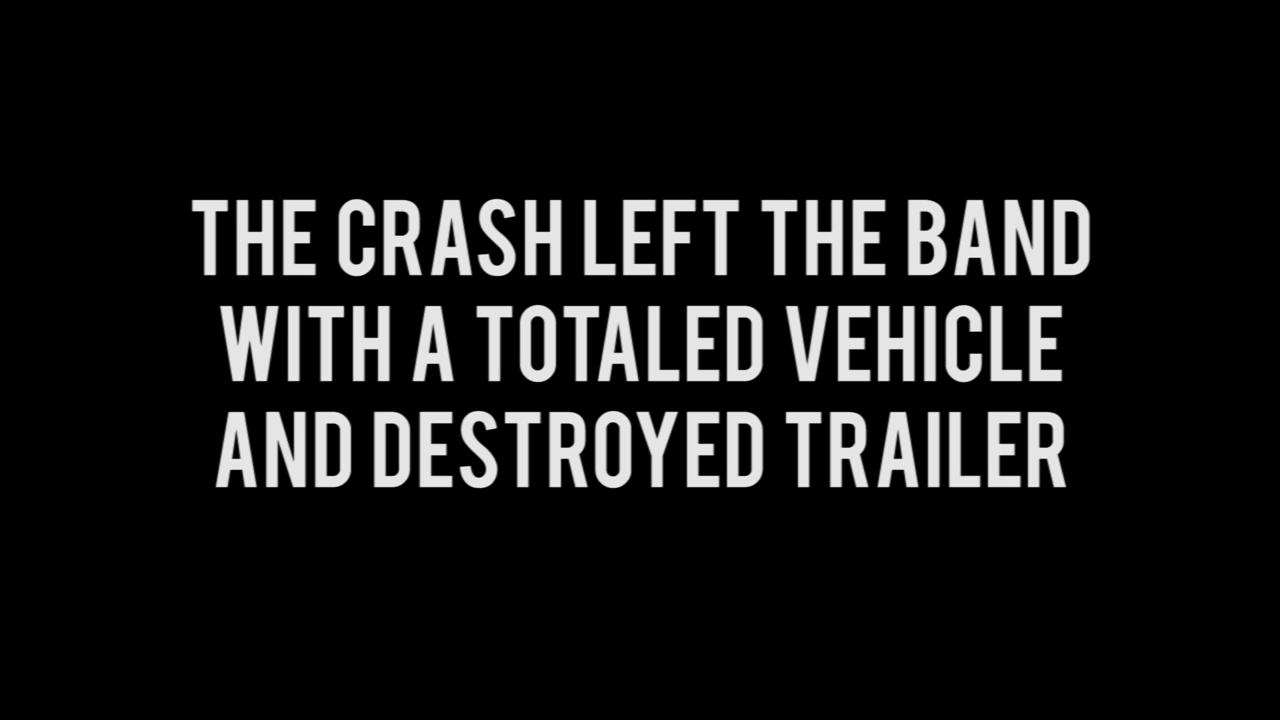 THE CRASH LEFT THE BAND
WITH A TOTALED VEHICLE
AND DESTROYED TRAILER